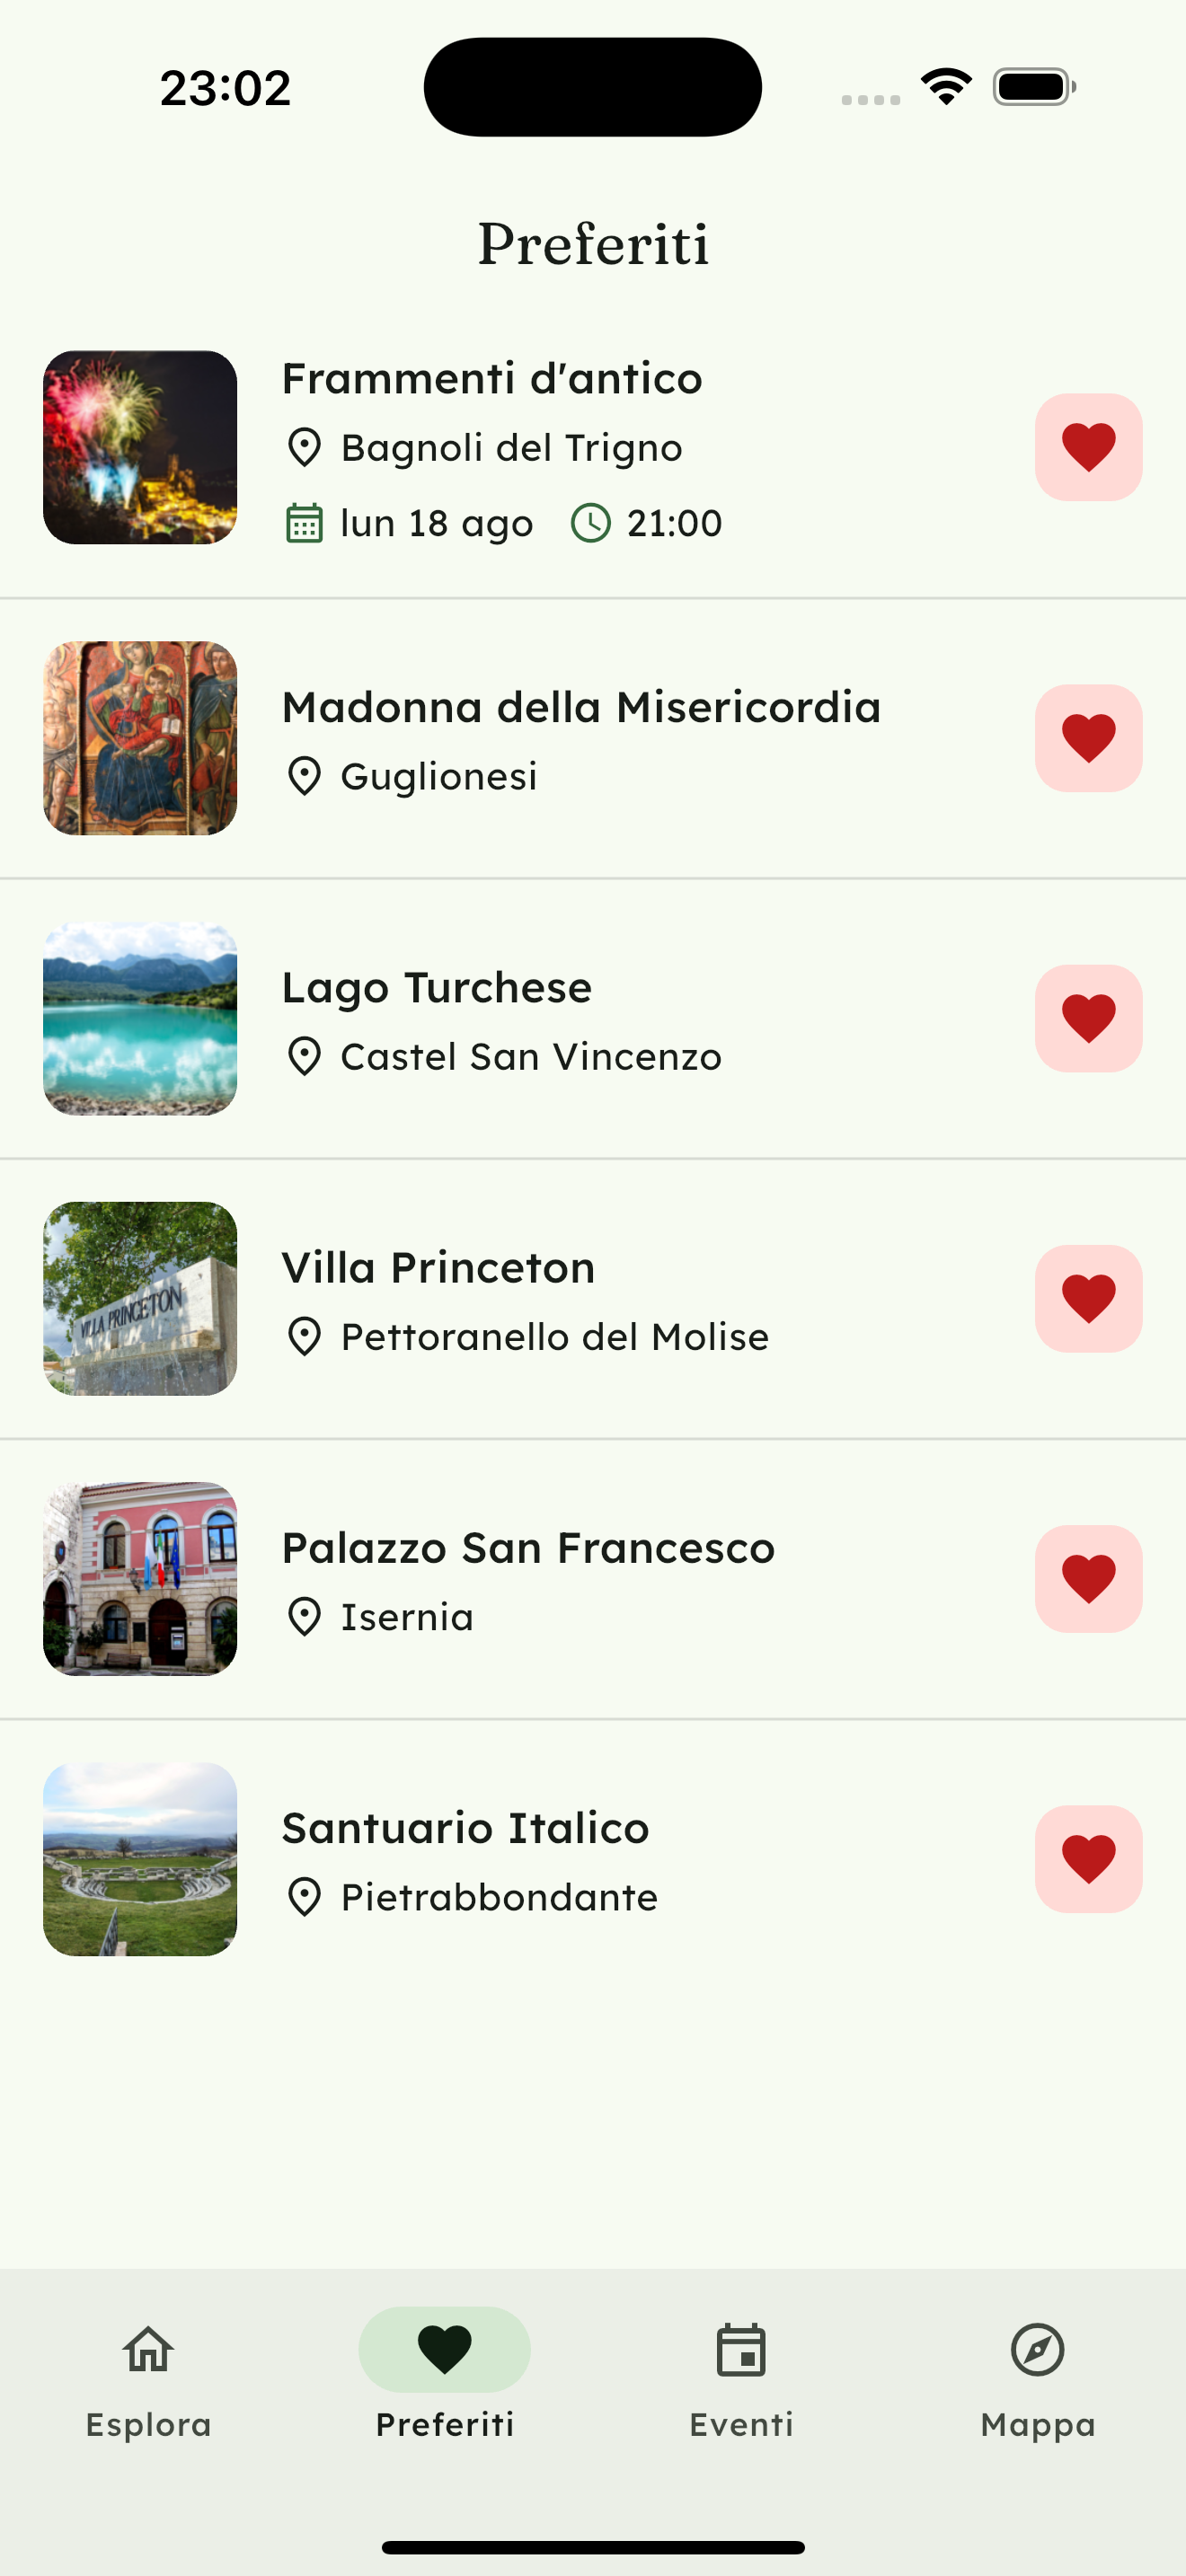 23:02
Preferiti
Frammenti d'antico
Bagnoli del Trigno
lun 18 ago 21:00
Madonna della Misericordia
Guglionesi
Lago Turchese
Castel San Vincenzo
VILLA PRINCETON
Villa Princeton
Pettoranello del Molise
Palazzo San Francesco
Isernia
Santuario Italico
Pietrabbondante
Esplora Preferiti Eventi Mappa